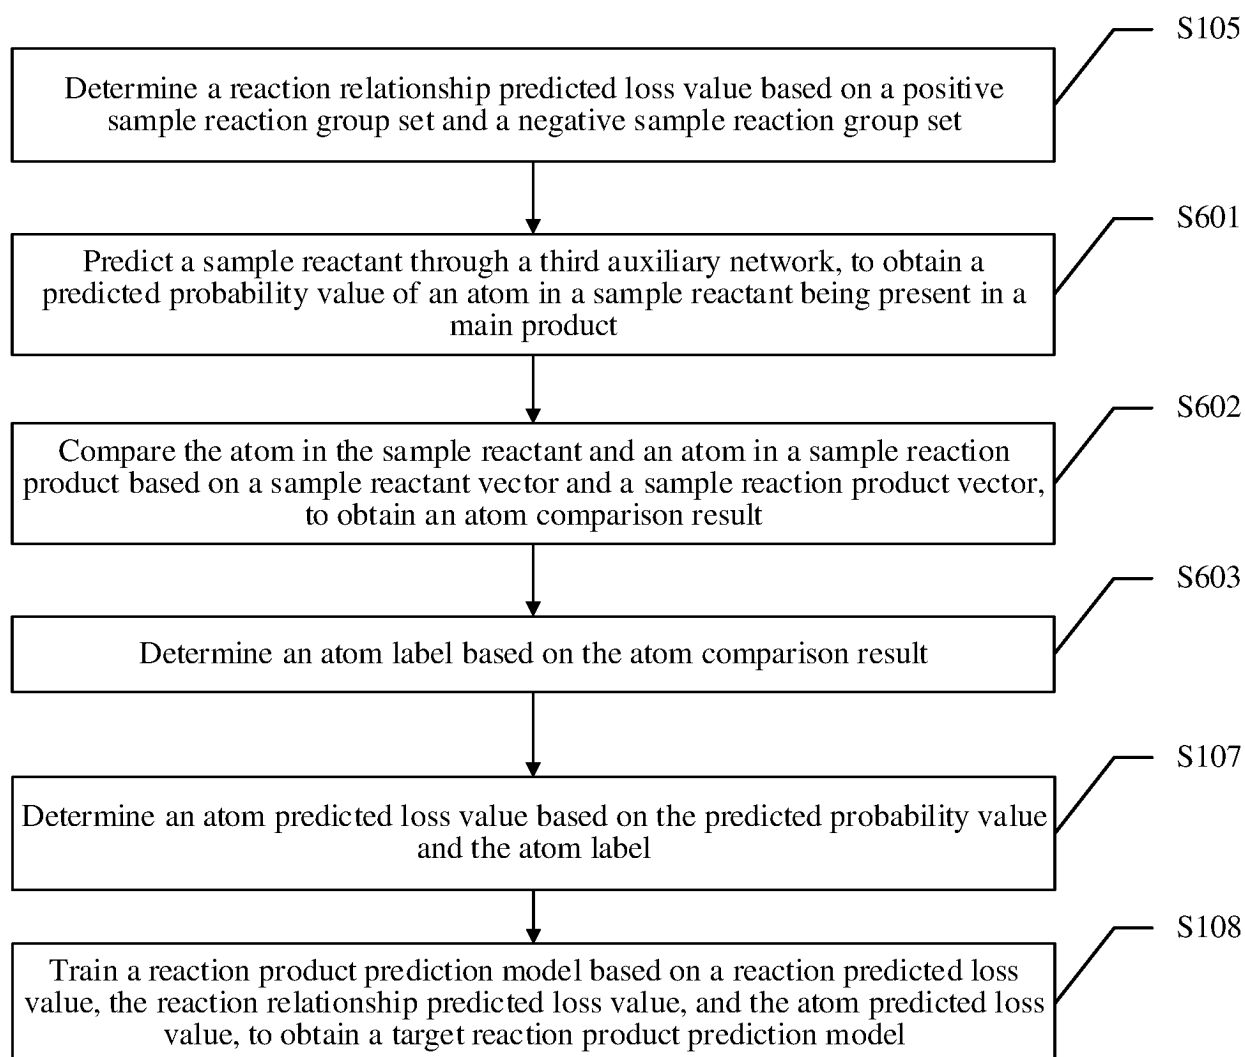 S105
Determine a reaction relationship predicted loss value based on a positive
sample reaction group set and a negative sample reaction group set
S601
Predict a sample reactant through a third auxiliary network, to obtain a
predicted probability value of an atom in a sample reactant being present in a
main product
S602
Compare the atom in the sample reactant and an atom in a sample reaction
product based on a sample reactant vector and a sample reaction product vector,
to obtain an atom comparison result
S603
Determine an atom label based on the atom comparison result
S107
Determine an atom predicted loss value based on the predicted probability value
and the atom label
S108
Train a reaction product prediction model based on a reaction predicted loss
value, the reaction relationship predicted loss value, and the atom predicted loss
value, to obtain a target reaction product prediction model